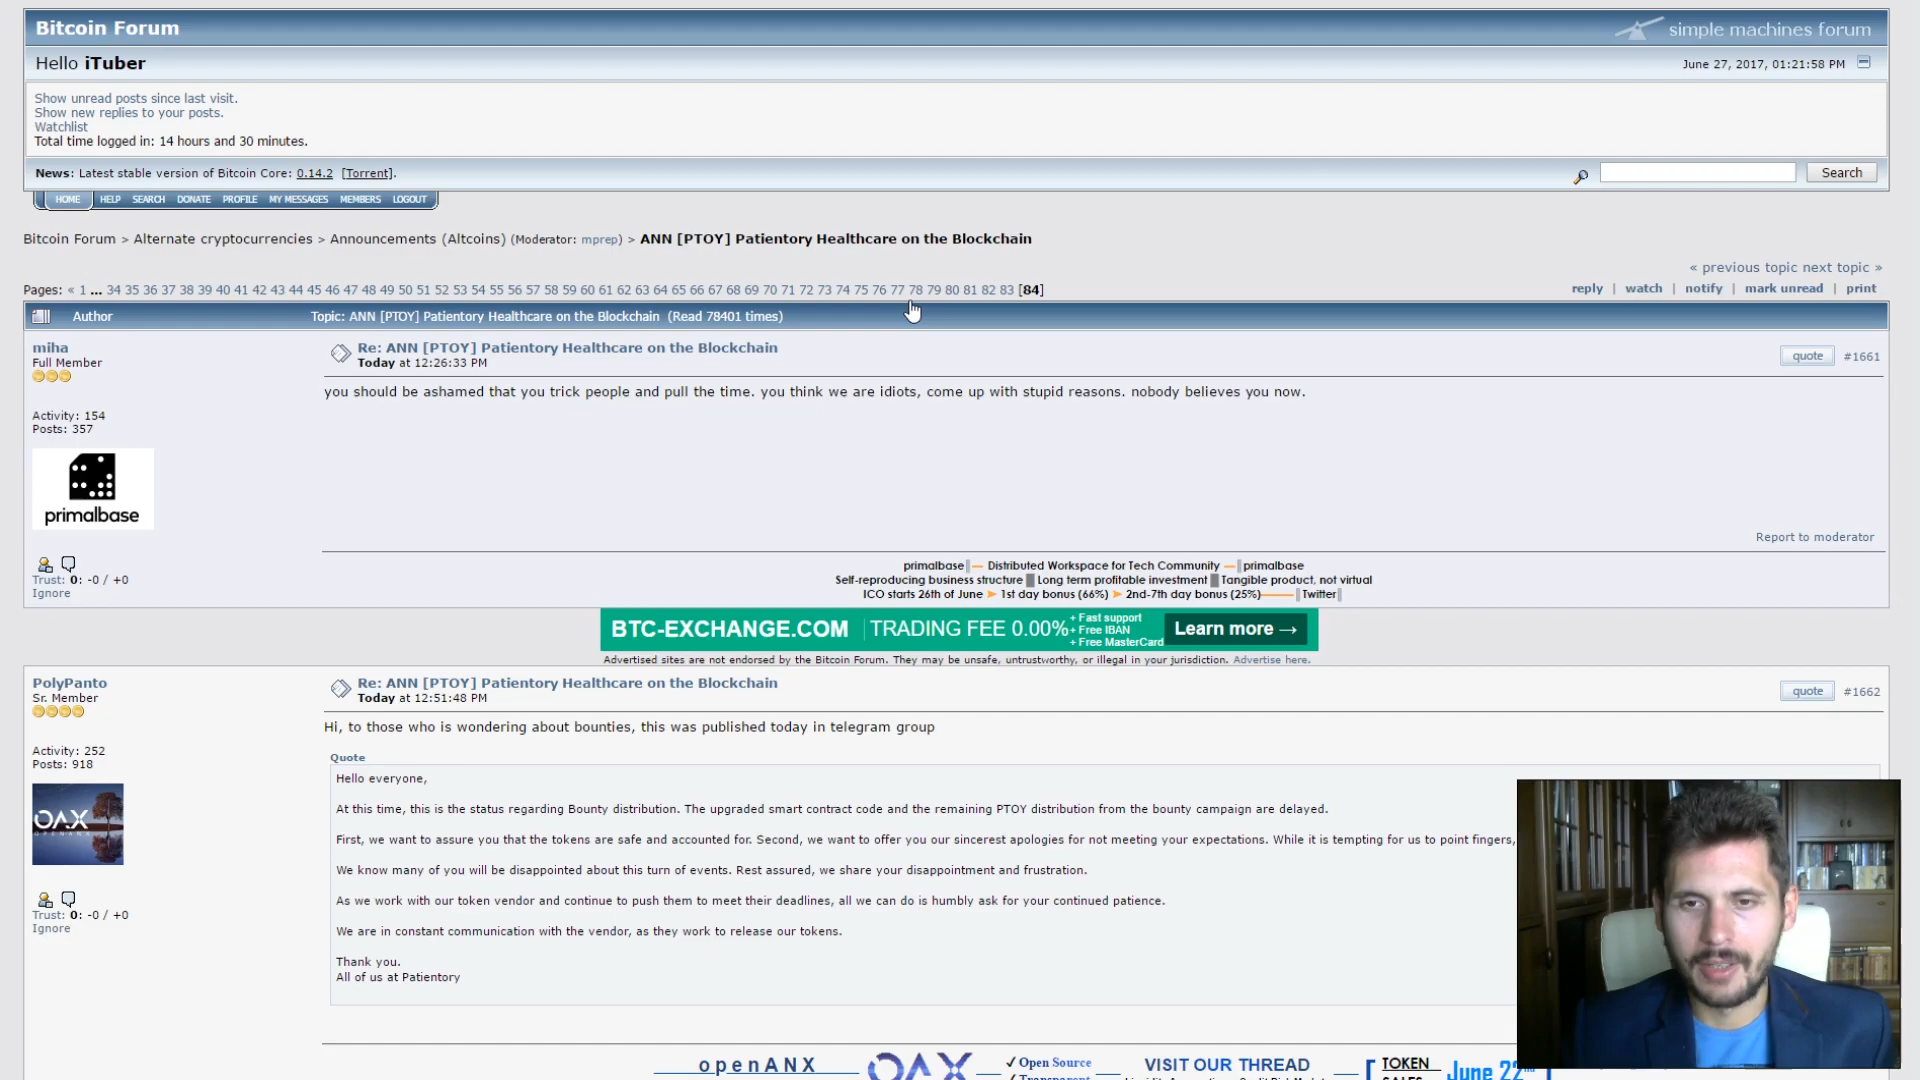 Bitcoin Forum
simple machines forum
Hello iTuber
June 27, 2017, 01:21:58 PM
Show unread posts since last visit.
Show new replies to your posts.
Watchlist
Total time logged in: 14 hours and 30 minutes.
News: Latest stable version of Bitcoin Core: 0.14.2 [Torrent].
Search
HOME HELP SEARCH DONATE PROFILE MY MESSAGES MEMBERS LOGOUT
Bitcoin Forum > Alternate cryptocurrencies > Announcements (Altcoins) (Moderator: mprep) > ANN [PTOY] Patientory Healthcare on the Blockchain
« previous topic next topic »
Pages: « 1 ... 34 35 36 37 38 39 40 41 42 43 44 45 46 47 48 49 50 51 52 53 54 55 56 57 58 59 60 61 62 63 64 65 66 67 68 69 70 71 72 73 74 75 76 77 78 79 80 81 82 83 [84]
reply | watch | notify | mark unread | print
Author
Topic: ANN [PTOY] Patientory Healthcare on the Blockchain (Read 78401 times)
miha
Full Member
Re: ANN [PTOY] Patientory Healthcare on the Blockchain
Today at 12:26:33 PM
quote #1661
you should be ashamed that you trick people and pull the time. you think we are idiots, come up with stupid reasons. nobody believes you now.
Activity: 154
Posts: 357
primalbase
Report to moderator
Trust: 0: -0 / +0
Ignore
primalbase — Distributed Workspace for Tech Community — primalbase
Self-reproducing business structure Long term profitable investment Tangible product, not virtual
ICO starts 26th of June ➤ 1st day bonus (66%) ➤ 2nd-7th day bonus (25%) Twitter
BTC-EXCHANGE.COM TRADING FEE 0.00%
+ Fast support
+ Free IBAN
+ Free MasterCard
Learn more →
Advertised sites are not endorsed by the Bitcoin Forum. They may be unsafe, untrustworthy, or illegal in your jurisdiction. Advertise here.
PolyPanto
Sr. Member
Re: ANN [PTOY] Patientory Healthcare on the Blockchain
Today at 12:51:48 PM
quote #1662
Hi, to those who is wondering about bounties, this was published today in telegram group
Activity: 252
Posts: 918
OAX
OPENANX
Trust: 0: -0 / +0
Ignore
Quote
Hello everyone,
At this time, this is the status regarding Bounty distribution. The upgraded smart contract code and the remaining PTOY distribution from the bounty campaign are delayed.
First, we want to assure you that the tokens are safe and accounted for. Second, we want to offer you our sincerest apologies for not meeting your expectations. While it is tempting for us to point fingers,
We know many of you will be disappointed about this turn of events. Rest assured, we share your disappointment and frustration.
As we work with our token vendor and continue to push them to meet their deadlines, all we can do is humbly ask for your continued patience.
We are in constant communication with the vendor, as they work to release our tokens.
Thank you.
All of us at Patientory
openANX
OAX
✓ Open Source
VISIT OUR THREAD
TOKEN
June 22nd